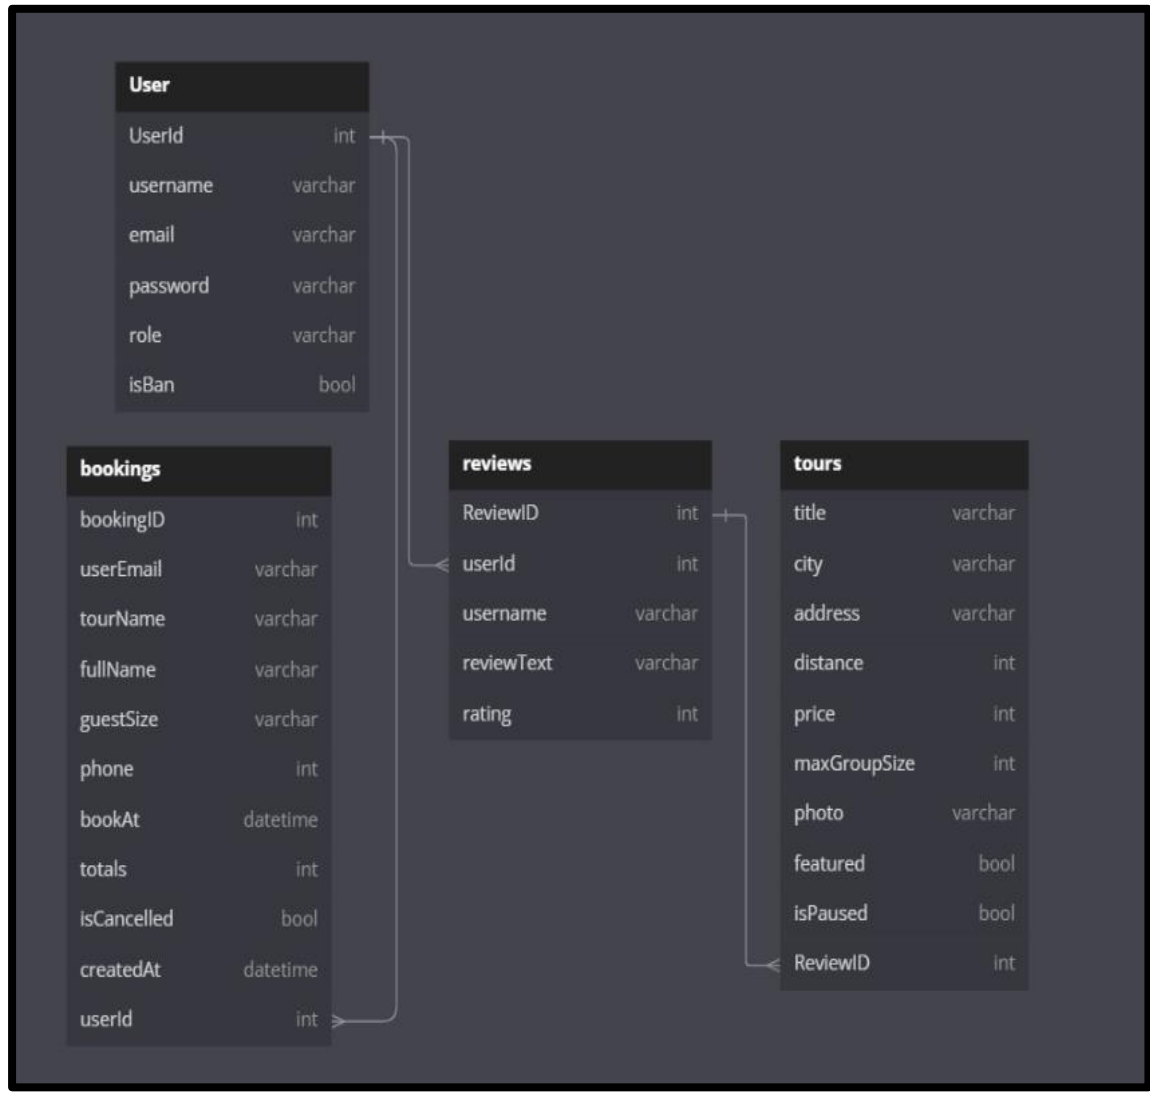 User
UserId int
username varchar
email varchar
password varchar
role varchar
isBan bool
bookings
bookingID int
userEmail varchar
tourName varchar
fullName varchar
guestSize varchar
phone int
bookAt datetime
totals int
isCancelled bool
createdAt datetime
userId int
reviews
ReviewID int
userId int
username varchar
reviewText varchar
rating int
tours
title varchar
city varchar
address varchar
distance int
price int
maxGroupSize int
photo varchar
featured bool
isPaused bool
ReviewID int